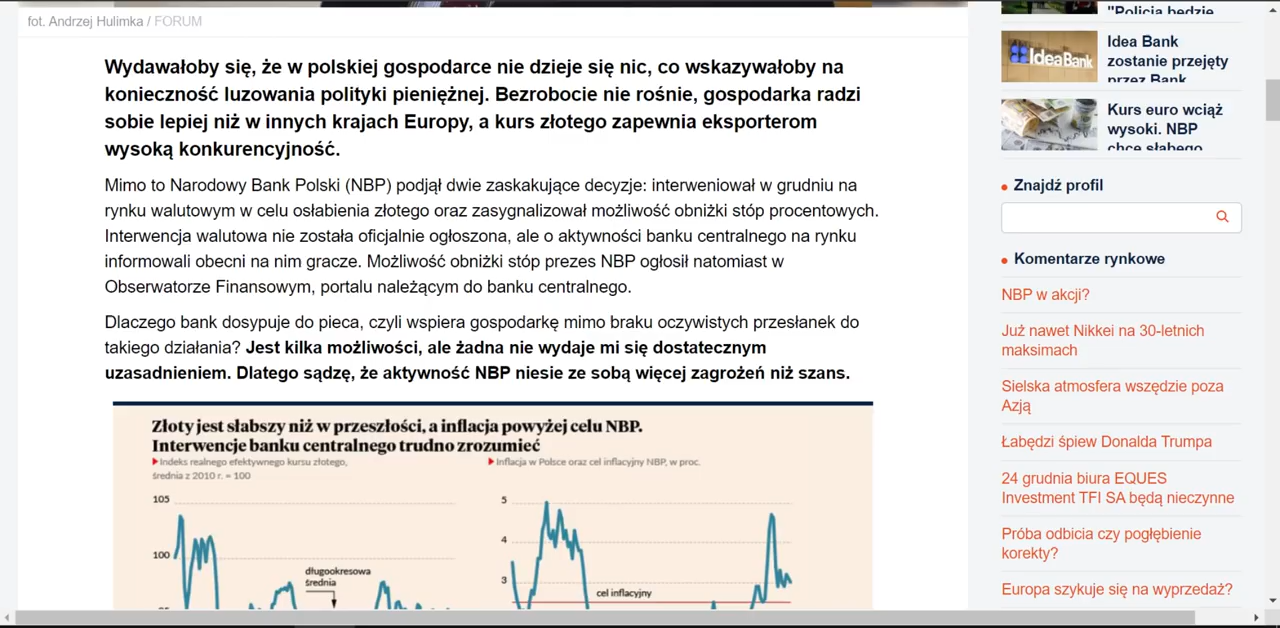 fot. Andrzej Hulimka / FORUM
Wydawałoby się, że w polskiej gospodarce nie dzieje się nic, co wskazywałoby na
konieczność luzowania polityki pieniężnej. Bezrobocie nie rośnie, gospodarka radzi
sobie lepiej niż w innych krajach Europy, a kurs złotego zapewnia eksporterom
wysoką konkurencyjność.
Mimo to Narodowy Bank Polski (NBP) podjął dwie zaskakujące decyzje: interweniował w grudniu na
rynku walutowym w celu osłabienia złotego oraz zasygnalizował możliwość obniżki stóp procentowych.
Interwencja walutowa nie została oficjalnie ogłoszona, ale o aktywności banku centralnego na rynku
informowali obecni na nim gracze. Możliwość obniżki stóp prezes NBP ogłosił natomiast w
Obserwatorze Finansowym, portalu należącym do banku centralnego.
Dlaczego bank dosypuje do pieca, czyli wspiera gospodarkę mimo braku oczywistych przesłanek do
takiego działania? Jest kilka możliwości, ale żadna nie wydaje mi się dostatecznym
uzasadnieniem. Dlatego sądzę, że aktywność NBP niesie ze sobą więcej zagrożeń niż szans.
Złoty jest słabszy niż w przeszłości, a inflacja powyżej celu NBP.
Interwencje banku centralnego trudno zrozumieć
Indeks realnego efektywnego kursu złotego,
średnia z 2010 r. = 100
105
100
długookresowa
średnia
Inflacja w Polsce oraz cel inflacyjny NBP, w proc.
5
4
3
cel inflacyjny
"Policja będzie
Idea Bank
zostanie przejęty
przez Bank
Kurs euro wciąż
wysoki. NBP
chce słabego
Znajdź profil
Komentarze rynkowe
NBP w akcji?
Już nawet Nikkei na 30-letnich
maksimach
Sielska atmosfera wszędzie poza
Azją
Łabędzi śpiew Donalda Trumpa
24 grudnia biura EQUES
Investment TFI SA będą nieczynne
Próba odbicia czy pogłębienie
korekty?
Europa szykuje się na wyprzedaż?